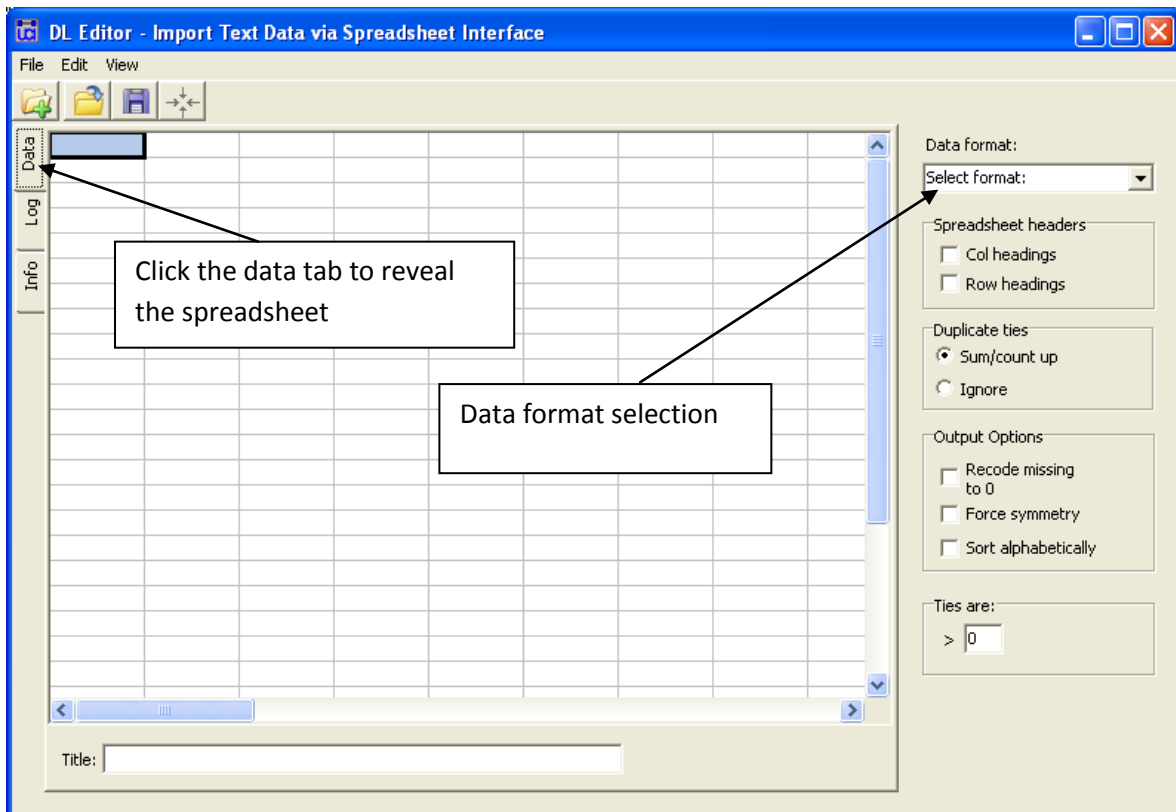 DL Editor - Import Text Data via Spreadsheet Interface
File Edit View
Data
Log
Info
Click the data tab to reveal
the spreadsheet
Data format selection
Title:
Data format:
Select format:
Spreadsheet headers
Col headings
Row headings
Duplicate ties
Sum/count up
Ignore
Output Options
Recode missing
to 0
Force symmetry
Sort alphabetically
Ties are:
> 0